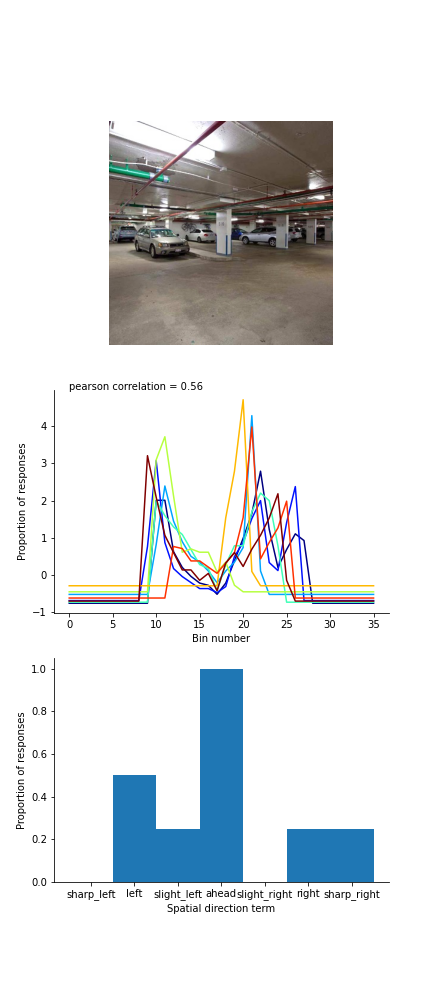 pearson correlation = 0.56
Proportion of responses
4
3
2
1
0
−1
0 5 10 15 20 25 30 35
Bin number
Proportion of responses
1.0
0.8
0.6
0.4
0.2
0.0
sharp_left left slight_left ahead slight_right right sharp_right
Spatial direction term